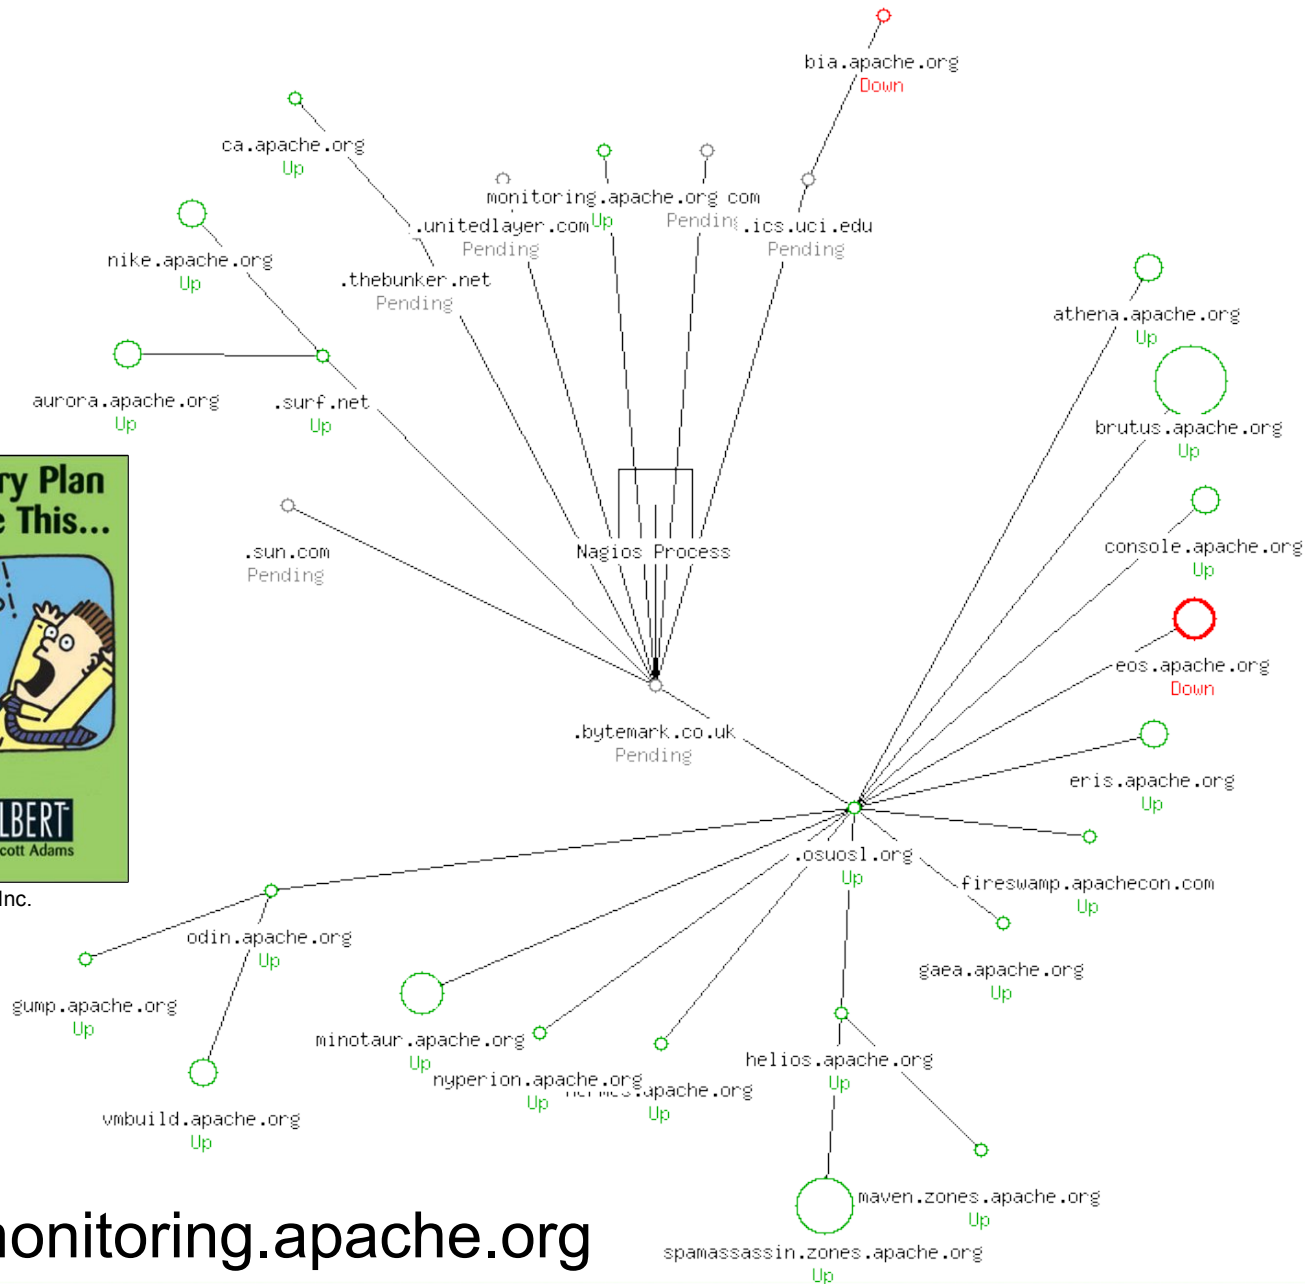 bia.apache.org
Down
ca.apache.org
Up
monitoring.apache.org
com
Up
Pending
.unitedlayer.com
Pending
.ics.uci.edu
Pending
nike.apache.org
Up
.thebunker.net
Pending
athena.apache.org
Up
aurora.apache.org
Up
.surf.net
Up
brutus.apache.org
Up
ry Plan
This...
.sun.com
Pending
Nagios Process
console.apache.org
Up
eos.apache.org
Down
.bytemark.co.uk
Pending
eris.apache.org
Up
LBERT
cott Adams
Inc.
.osuosl.org
Up
fireswamp.apachecon.com
Up
odin.apache.org
Up
gaea.apache.org
Up
gump.apache.org
Up
minotaur.apache.org
Up
helios.apache.org
Up
nyperion.apache.org
Up
apache.org
Up
vmbuild.apache.org
Up
maven.zones.apache.org
Up
onitoring.apache.org
spamassassin.zones.apache.org
Up